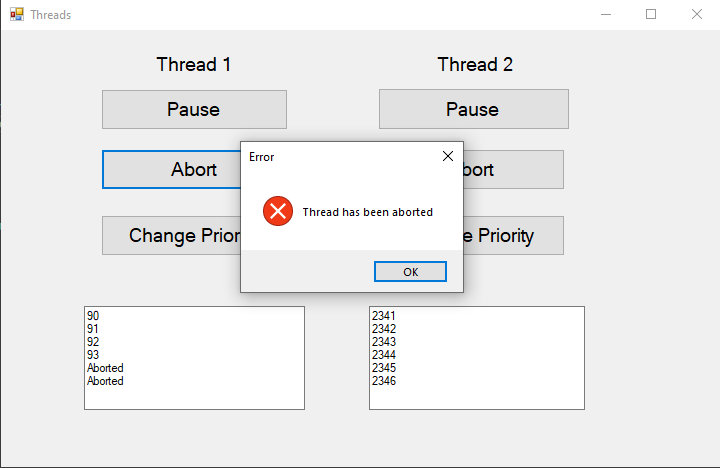 Threads
Thread 1
Thread 2
Pause
Pause
Error
Abort
bort
Thread has been aborted
Change Prior
e Priority
OK
90
91
92
93
Aborted
Aborted
2341
2342
2343
2344
2345
2346